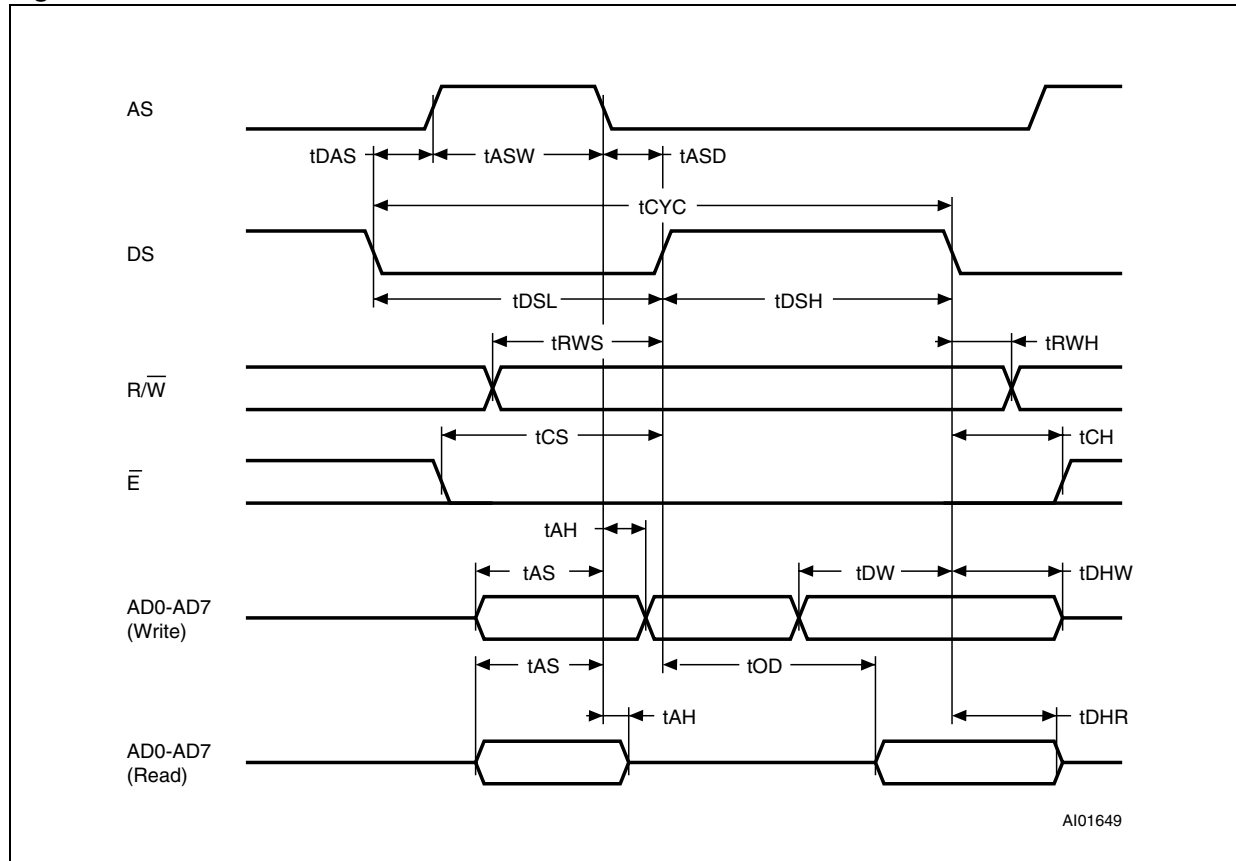 AS
tDAS
tASW
tASD
tCYC
DS
tDSL
tDSH
tRWS
tRWH
R/W̅
tCS
tCH
E̅
tAH
tAS
tDW
tDHW
AD0-AD7
(Write)
tAS
tOD
tAH
tDHR
AD0-AD7
(Read)
AI01649